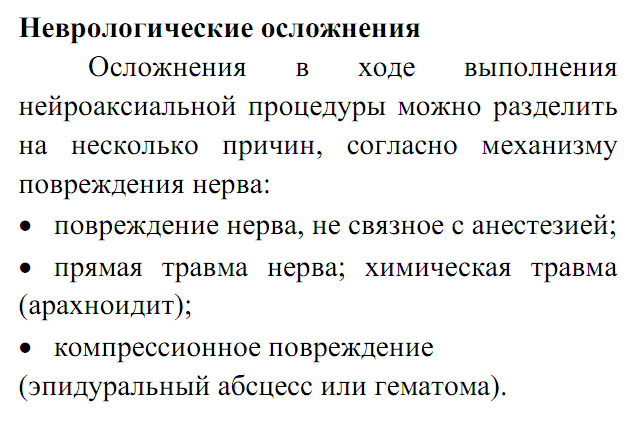 Неврологические осложнения
Осложнения в ходе выполнения
нейроаксиальной процедуры можно разделить
на несколько причин, согласно механизму
повреждения нерва:
• повреждение нерва, не связное с анестезией;
• прямая травма нерва; химическая травма
(арахноидит);
• компрессионное повреждение
(эпидуральный абсцесс или гематома).